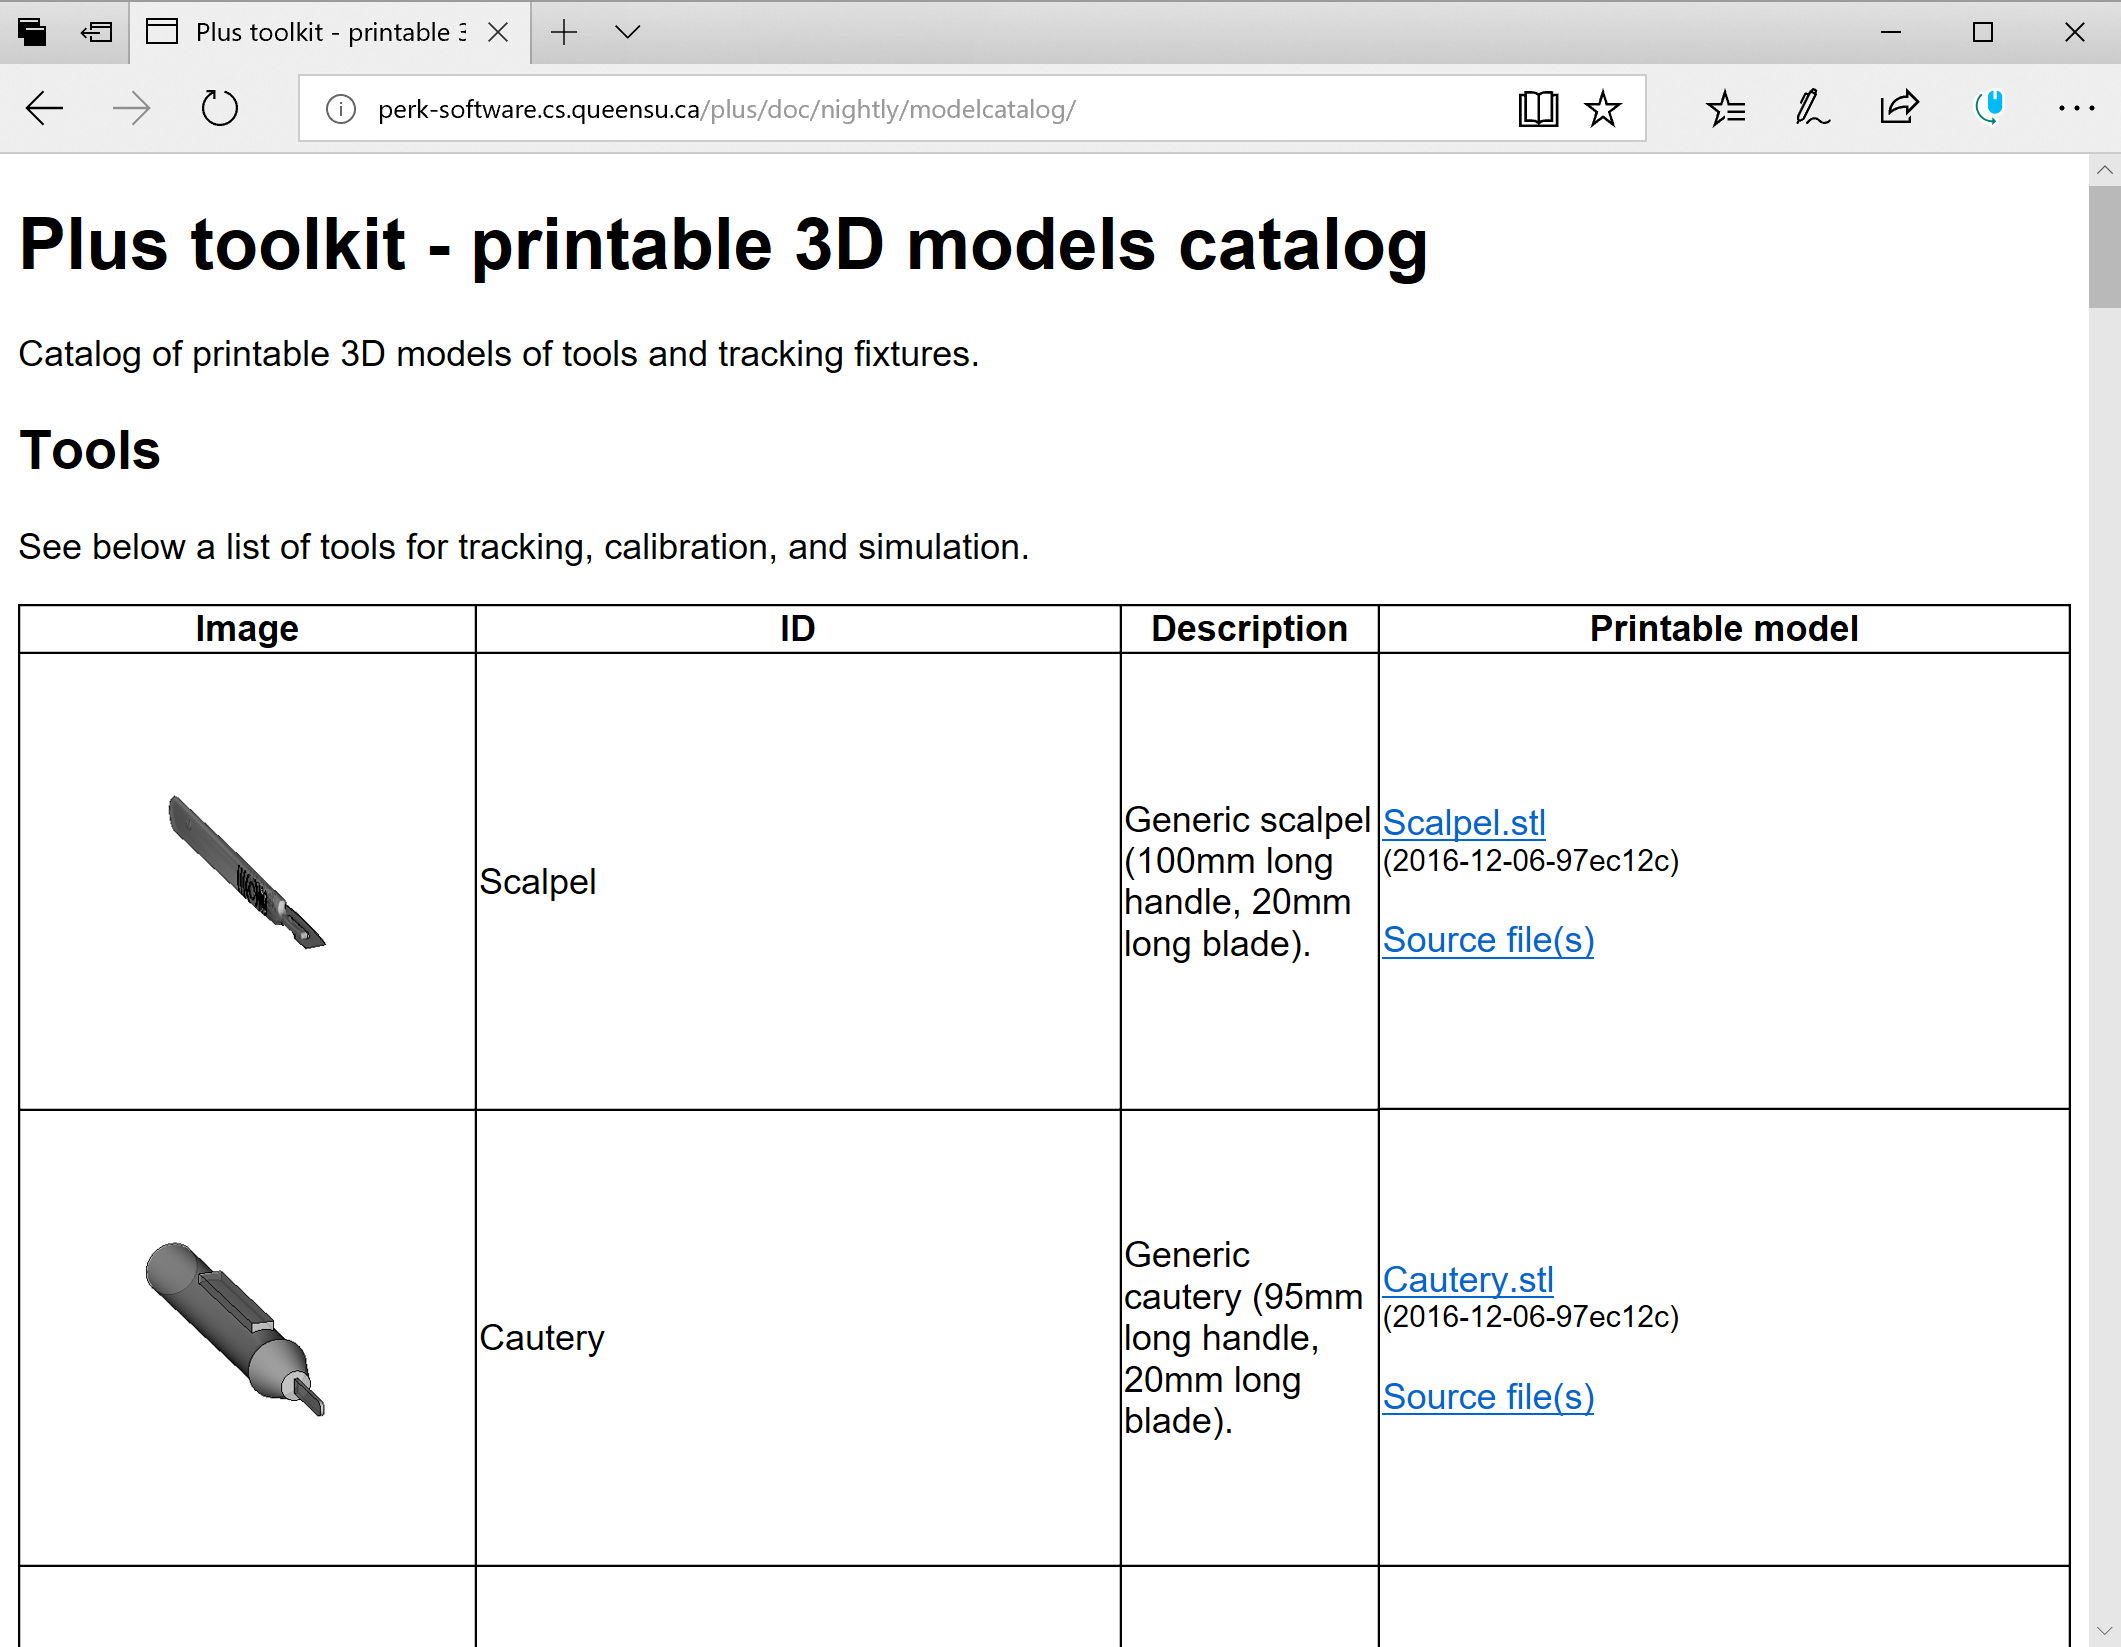 Plus toolkit - printable
perk-software.cs.queensu.ca/plus/doc/nightly/modelcatalog/
Plus toolkit - printable 3D models catalog
Catalog of printable 3D models of tools and tracking fixtures.
Tools
See below a list of tools for tracking, calibration, and simulation.
Image ID Description Printable model
Scalpel
Generic scalpel
(100mm long
handle, 20mm
long blade).
Scalpel.stl
(2016-12-06-97ec12c)
Source file(s)
Cautery
Generic
cautery (95mm
long handle,
20mm long
blade).
Cautery.stl
(2016-12-06-97ec12c)
Source file(s)